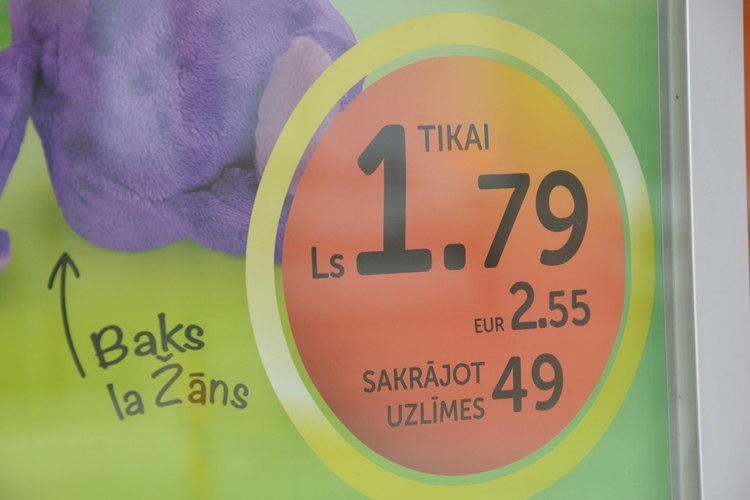 TIKAI
Ls 1.79
EUR 2.55
SAKRĀJOT
UZLĪMES 49
Baks
la Žāns